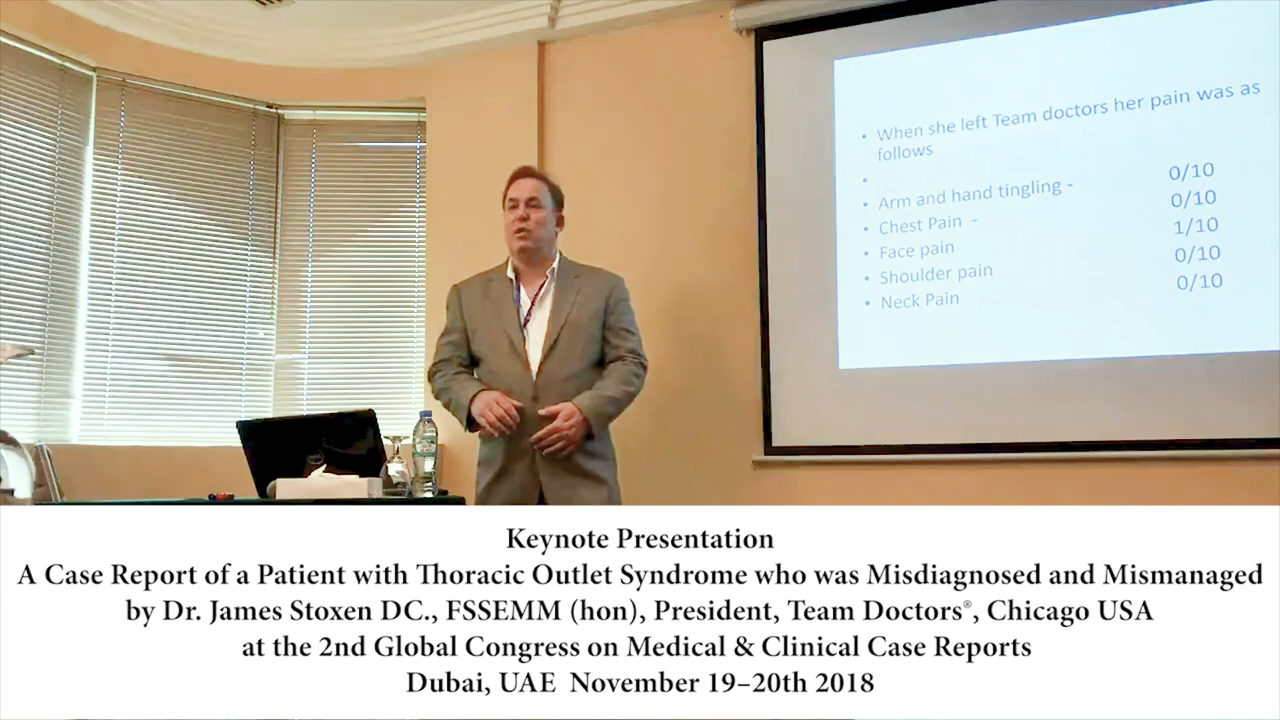 • When she left Team doctors her pain was as
follows
•
• Arm and hand tingling - 0/10
• Chest Pain - 0/10
• Face pain 1/10
• Shoulder pain 0/10
• Neck Pain 0/10
Keynote Presentation
A Case Report of a Patient with Thoracic Outlet Syndrome who was Misdiagnosed and Mismanaged
by Dr. James Stoxen DC., FSSEMM (hon), President, Team Doctors®, Chicago USA
at the 2nd Global Congress on Medical & Clinical Case Reports
Dubai, UAE November 19–20th 2018